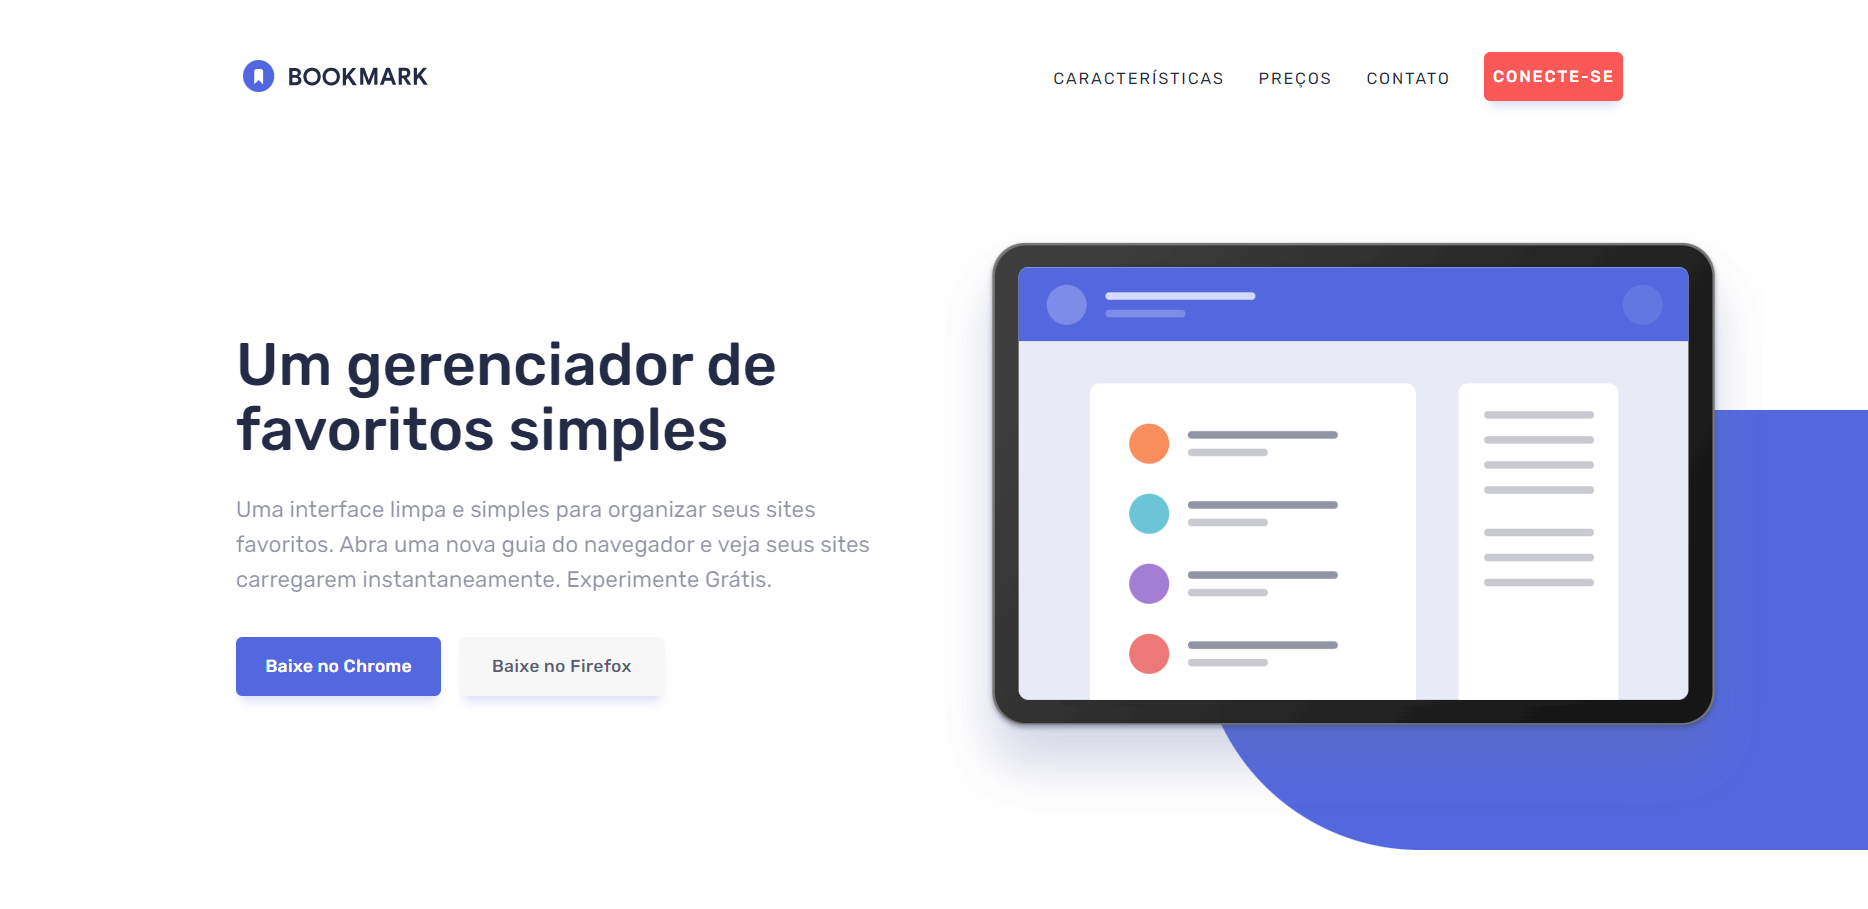 BOOKMARK
CARACTERÍSTICAS
PREÇOS
CONTATO
CONECTE-SE
Um gerenciador de
favoritos simples
Uma interface limpa e simples para organizar seus sites
favoritos. Abra uma nova guia do navegador e veja seus sites
carregarem instantaneamente. Experimente Grátis.
Baixe no Chrome
Baixe no Firefox